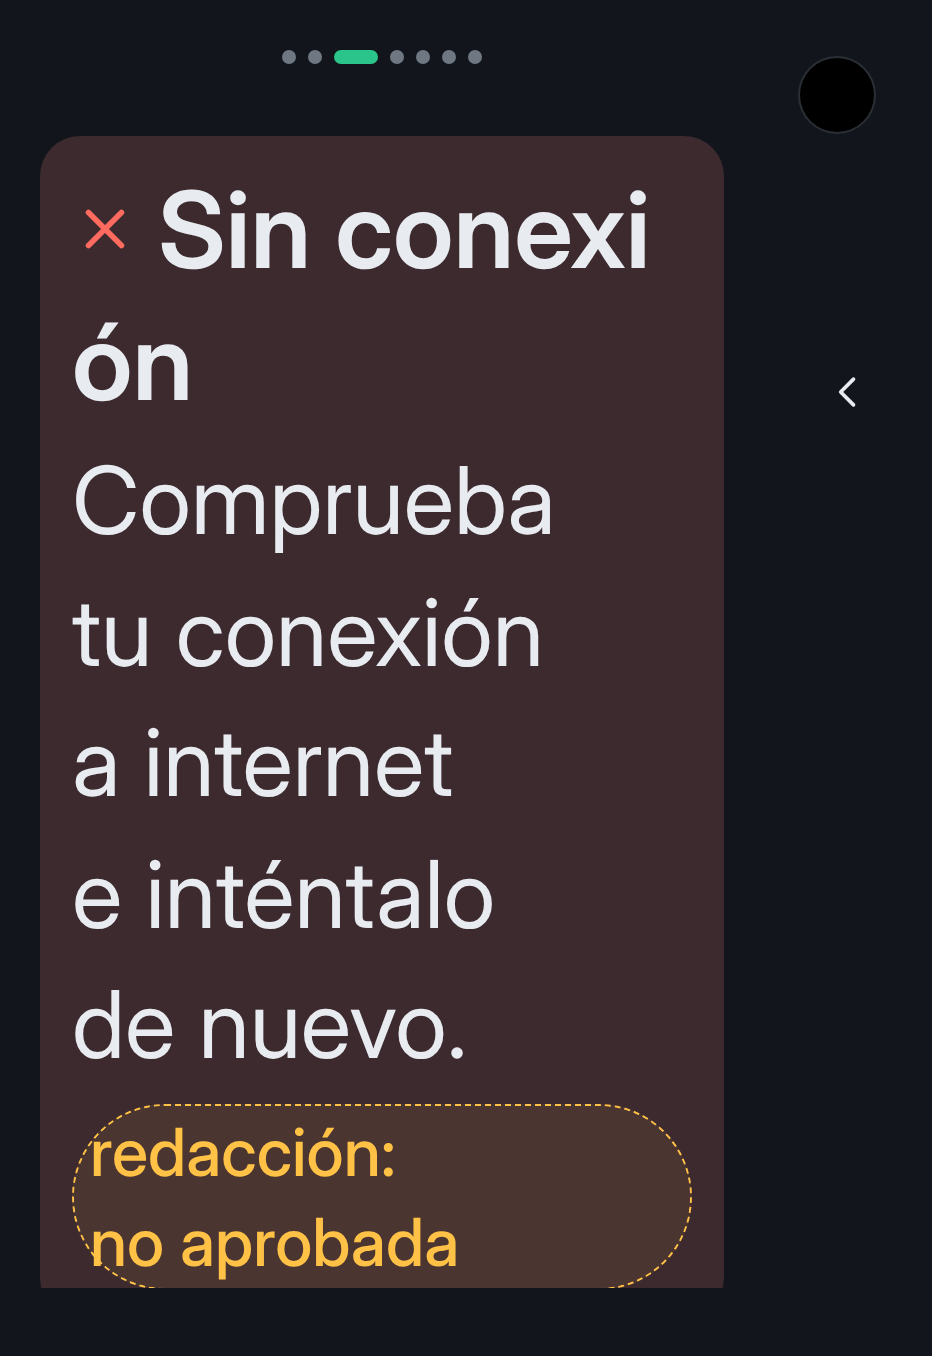 Sin conexi
ón
Comprueba
tu conexión
a internet
e inténtalo
de nuevo.
redacción:
no aprobada